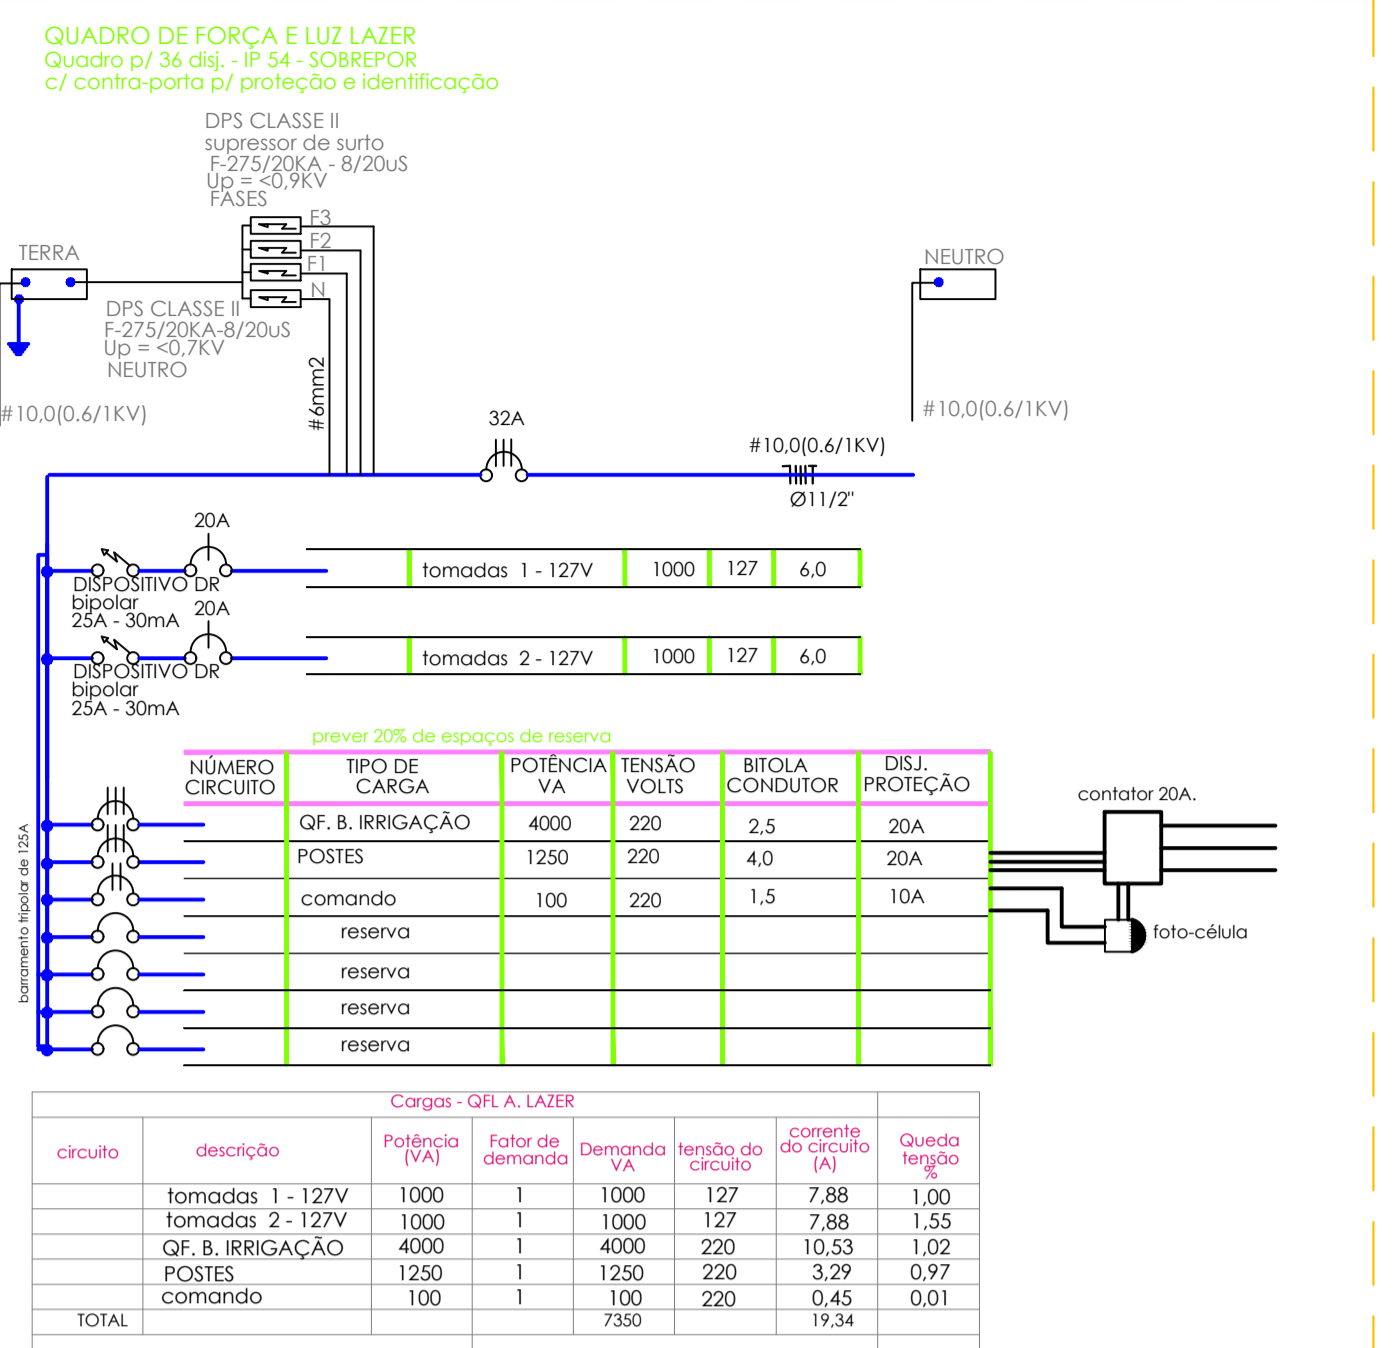 QUADRO DE FORÇA E LUZ LAZER
Quadro p/ 36 disj. - IP 54 - SOBREPOR
c/ contra-porta p/ proteção e identificação
DPS CLASSE II
supressor de surto
F-275/20KA - 8/20uS
Up = <0,9KV
FASES
F3
F2
F1
N
TERRA
NEUTRO
DPS CLASSE II
F-275/20KA-8/20uS
Up = <0,7KV
NEUTRO
#6mm2
#10,0(0.6/1KV)
#10,0(0.6/1KV)
32A
#10,0(0.6/1KV)
Ø11/2"
20A
DISPOSITIVO DR
bipolar
25A - 30mA
tomadas 1 - 127V 1000 127 6,0
20A
DISPOSITIVO DR
bipolar
25A - 30mA
tomadas 2 - 127V 1000 127 6,0
prever 20% de espaços de reserva
NÚMERO CIRCUITO TIPO DE CARGA POTÊNCIA VA TENSÃO VOLTS BITOLA CONDUTOR DISJ. PROTEÇÃO
QF. B. IRRIGAÇÃO 4000 220 2,5 20A
POSTES 1250 220 4,0 20A
comando 100 220 1,5 10A
reserva
reserva
reserva
reserva
barramento tripolar de 125A
contator 20A.
foto-célula
Cargas - QFL A. LAZER
circuito descrição Potência (VA) Fator de demanda Demanda VA tensão do circuito corrente do circuito (A) Queda tensão %
tomadas 1 - 127V 1000 1 1000 127 7,88 1,00
tomadas 2 - 127V 1000 1 1000 127 7,88 1,55
QF. B. IRRIGAÇÃO 4000 1 4000 220 10,53 1,02
POSTES 1250 1 1250 220 3,29 0,97
comando 100 1 100 220 0,45 0,01
TOTAL 7350 19,34